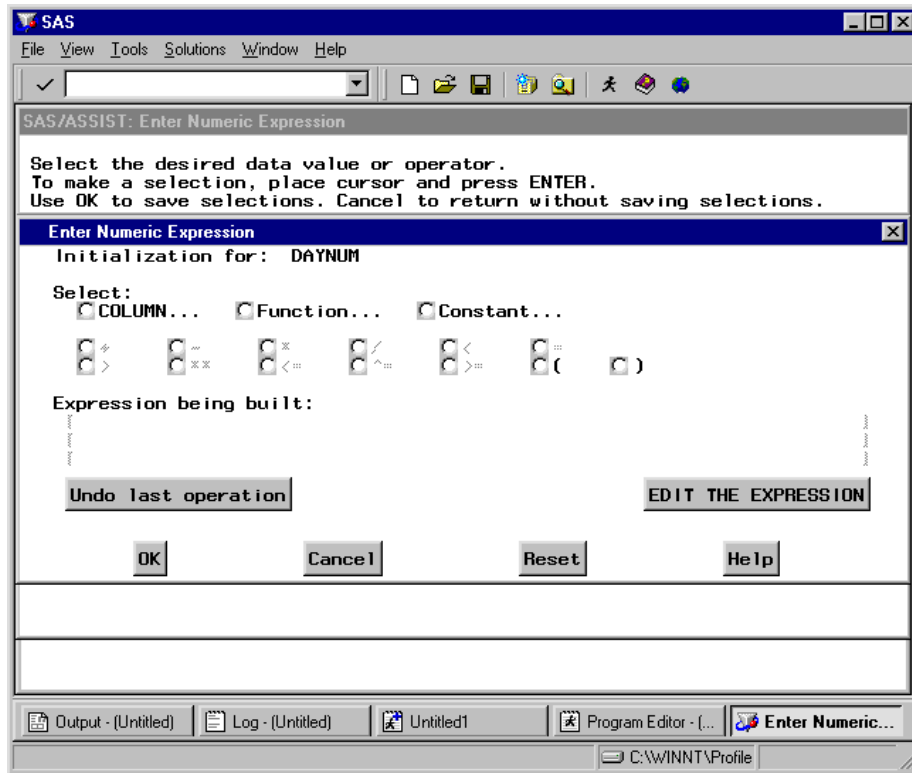 SAS
File View Tools Solutions Window Help
SAS/ASSIST: Enter Numeric Expression
Select the desired data value or operator.
To make a selection, place cursor and press ENTER.
Use OK to save selections. Cancel to return without saving selections.
Enter Numeric Expression
Initialization for: DAYNUM
Select:
COLUMN... Function... Constant...
+ - * / < =
> ** <= ^= >= ( )
Expression being built:
Undo last operation EDIT THE EXPRESSION
OK Cancel Reset Help
Output - (Untitled) Log - (Untitled) Untitled1 Program Editor - (... Enter Numeric...
C:\WINNT\Profile